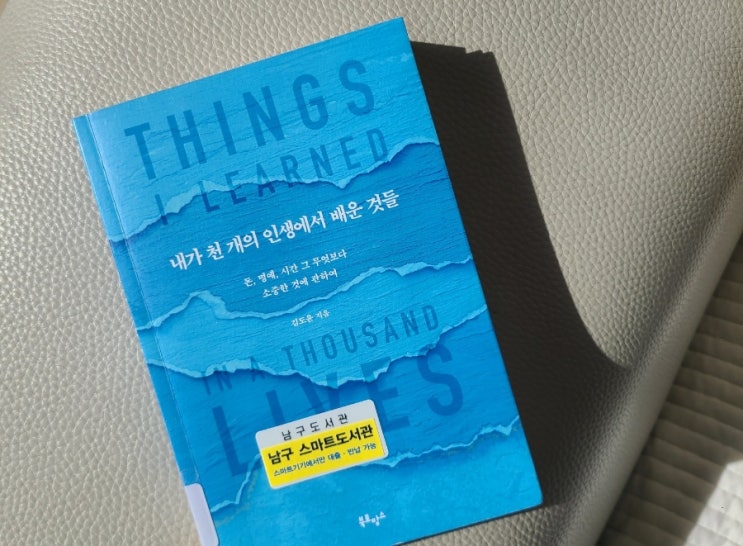 THINGS
I LEARNED
내가 천 개의 인생에서 배운 것들
돈, 명예, 시간 그 무엇보다
소중한 것에 관하여
김도윤 지음
IN A THOUSAND
LIVES
남구도서관
남구 스마트도서관
스마트기기에서만 대출 · 반납 가능
북로망스